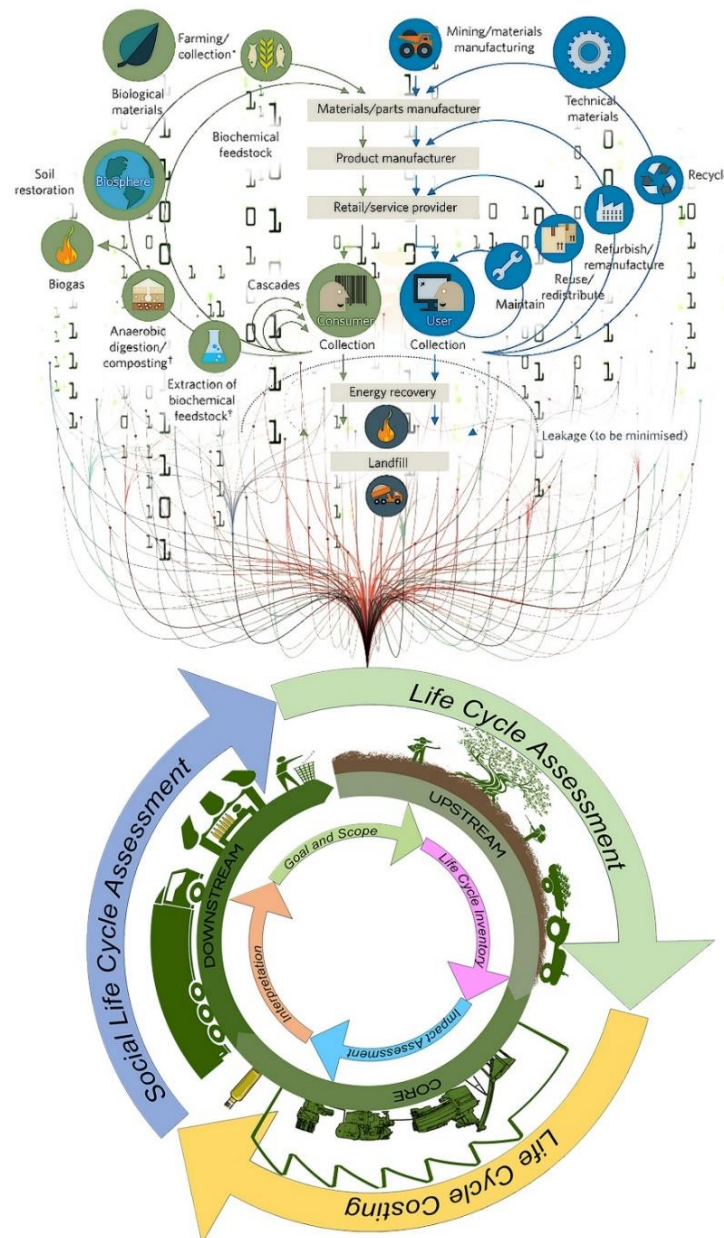 Farming/
collection*
Biological
materials
Mining/materials
manufacturing
Technical
materials
Biochemical
feedstock
Materials/parts manufacturer
Product manufacturer
Retail/service provider
Soil
restoration
Biosphere
Biogas
Anaerobic
digestion/
composting†
Extraction of
biochemical
feedstock†
Cascades
Consumer
Collection
User
Collection
Maintain
Reuse/
redistribute
Refurbish/
remanufacture
Recycl
Energy recovery
Landfill
Leakage (to be minimised)
Life Cycle Assessment
Life Cycle Costing
Social Life Cycle Assessment
UPSTREAM
CORE
DOWNSTREAM
Goal and Scope
Life Cycle Inventory
Impact Assessment
Interpretation